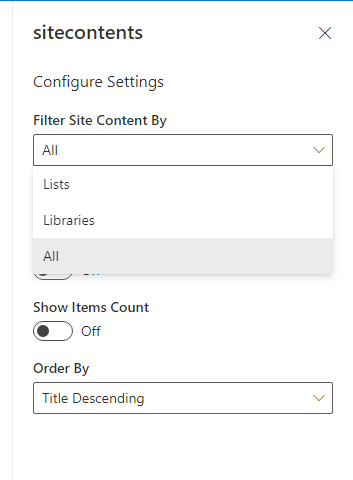 sitecontents
Configure Settings
Filter Site Content By
All
Lists
Libraries
All
Show Items Count
Off
Order By
Title Descending